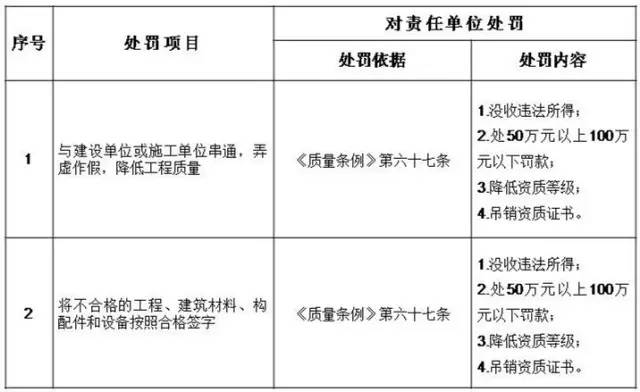 序号
处罚项目
对责任单位处罚
处罚依据
处罚内容
1
与建设单位或施工单位串通，弄
虚作假，降低工程质量
《质量条例》第六十七条
1.没收违法所得；
2.处50万元以上100万
元以下罚款；
3.降低资质等级；
4.吊销资质证书。
2
将不合格的工程、建筑材料、构
配件和设备按照合格签字
《质量条例》第六十七条
1.没收违法所得；
2.处50万元以上100万
元以下罚款；
3.降低资质等级；
4.吊销资质证书。